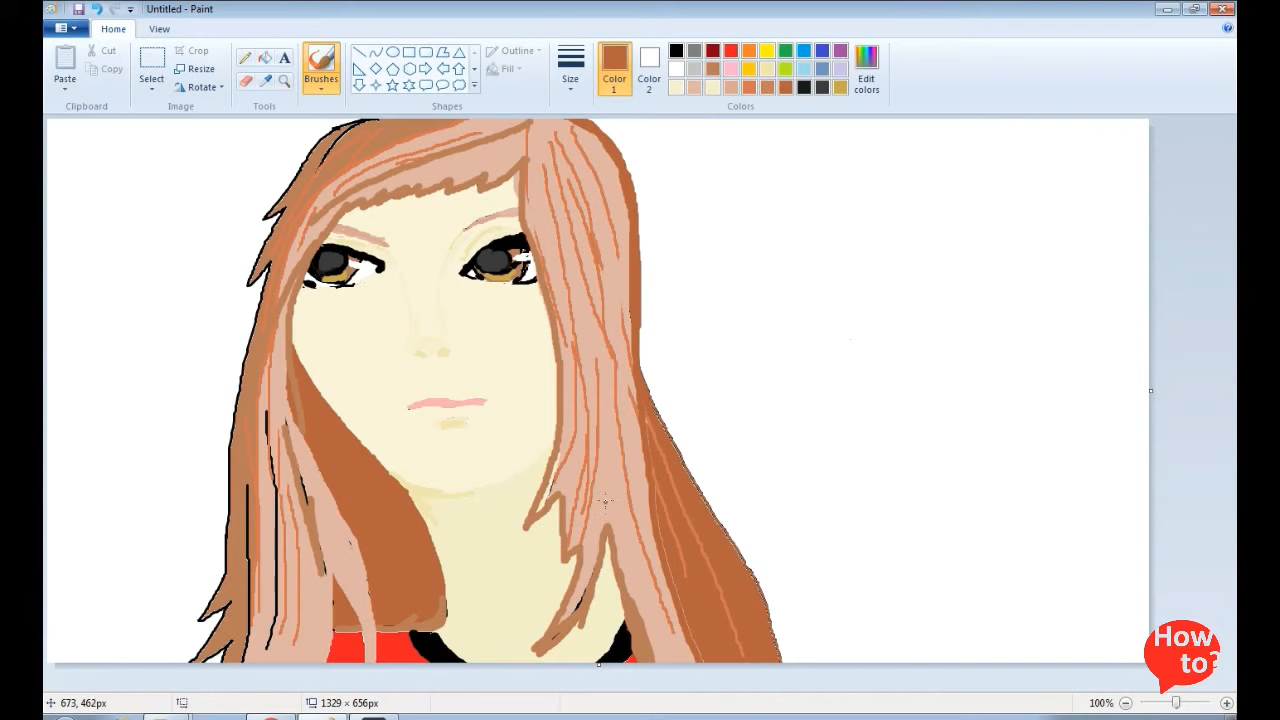 Untitled - Paint
Home
View
Paste
Cut
Copy
Clipboard
Select
Crop
Resize
Rotate
Image
A
Tools
Brushes
Outline
Fill
Shapes
Size
Color
1
Color
2
Edit
colors
Colors
How
to?
673, 462px
1329 × 656px
100%